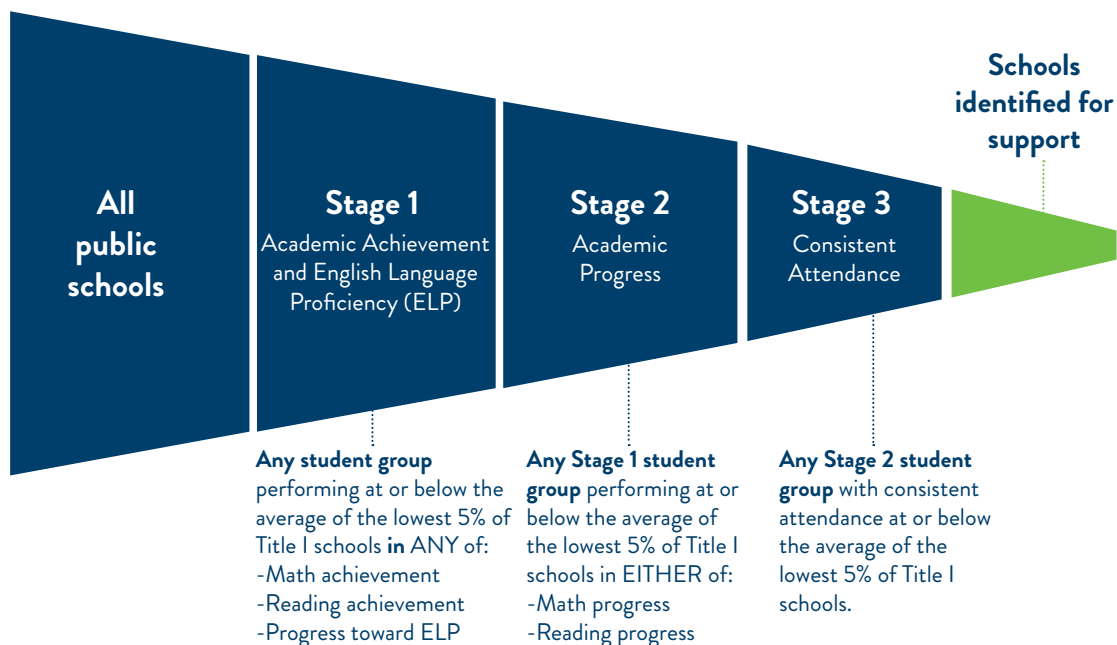 All
public
schools
Stage 1
Academic Achievement
and English Language
Proficiency (ELP)
Stage 2
Academic
Progress
Stage 3
Consistent
Attendance
Schools
identified for
support
Any student group
performing at or below the
average of the lowest 5% of
Title I schools in ANY of:
-Math achievement
-Reading achievement
-Progress toward ELP
Any Stage 1 student
group performing at or
below the average of
the lowest 5% of Title I
schools in EITHER of:
-Math progress
-Reading progress
Any Stage 2 student
group with consistent
attendance at or below
the average of the
lowest 5% of Title I
schools.